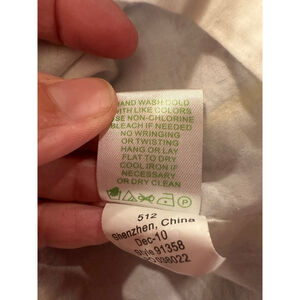 HAND WASH COLD
WITH LIKE COLORS
USE NON-CHLORINE
BLEACH IF NEEDED
NO WRINGING
OR TWISTING
HANG OR LAY
FLAT TO DRY
COOL IRON IF
NECESSARY
OR DRY CLEAN
P
512
Shenzhen, China
Dec-10
Style 91358
098022